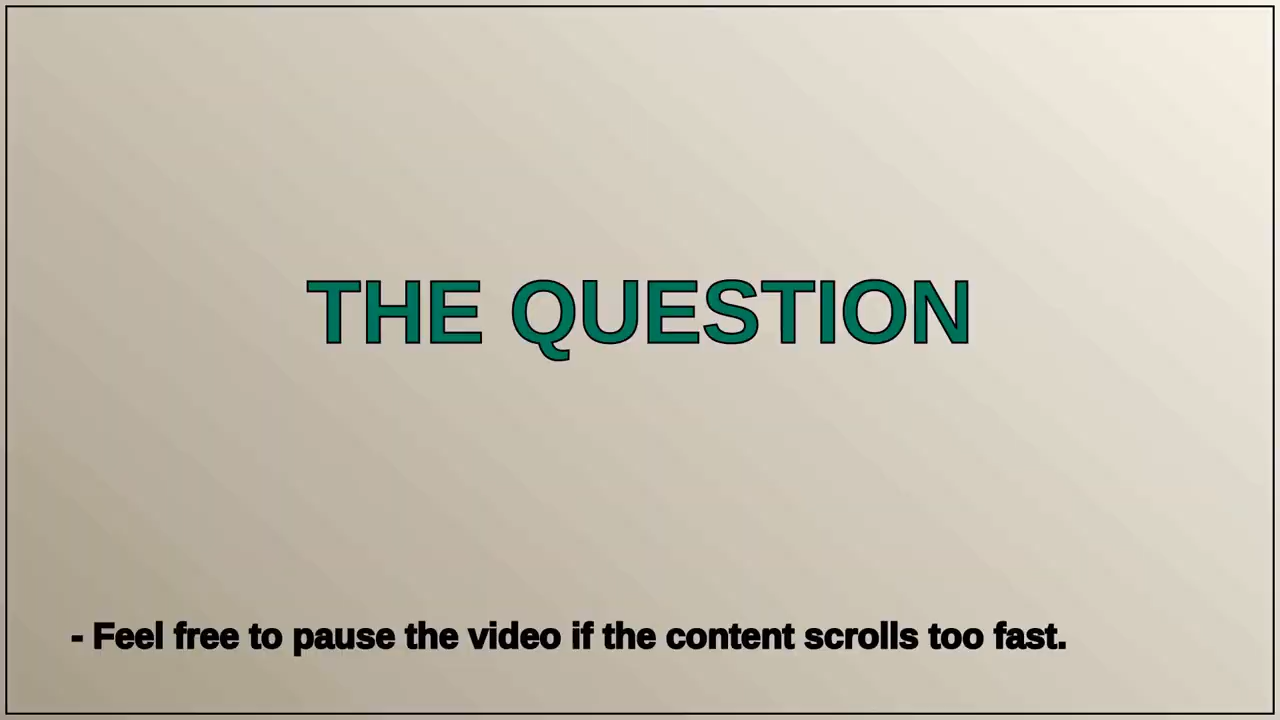 THE QUESTION
- Feel free to pause the video if the content scrolls too fast.